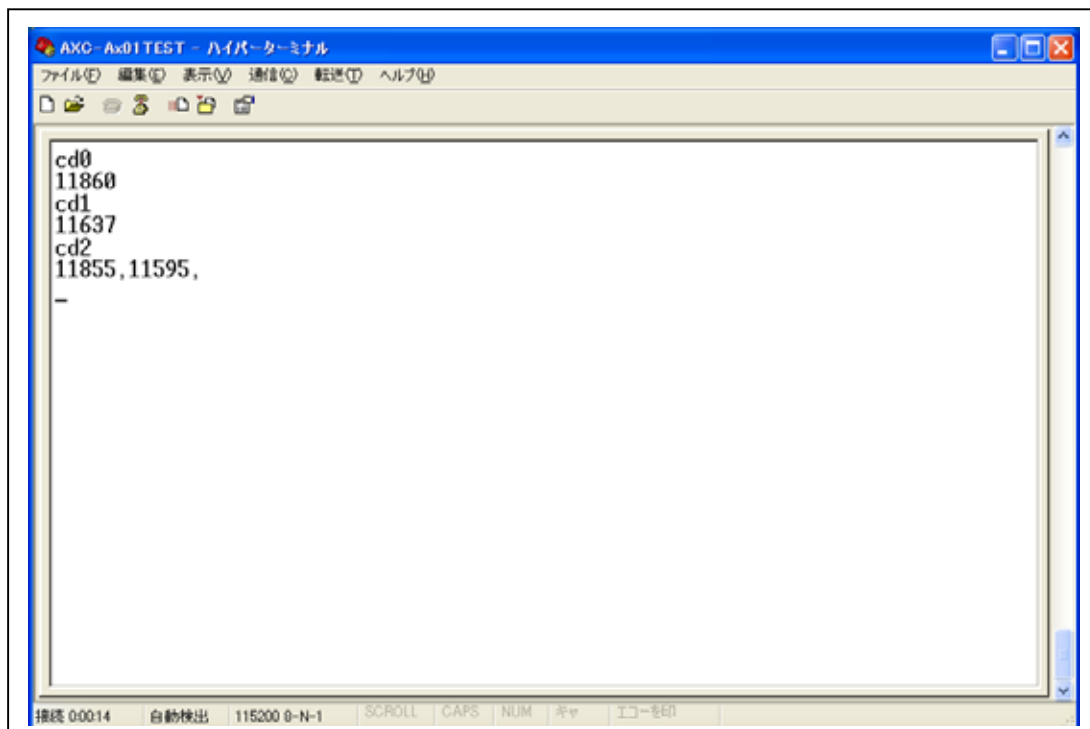 AXC-Ax01TEST - ハイパーターミナル
ファイル(F) 編集(E) 表示(V) 通信(C) 転送(T) ヘルプ(H)
cd0
11860
cd1
11637
cd2
11855,11595,
_
接続 0:00:14 自動検出 115200 8-N-1 SCROLL CAPS NUM キャ エコーを印